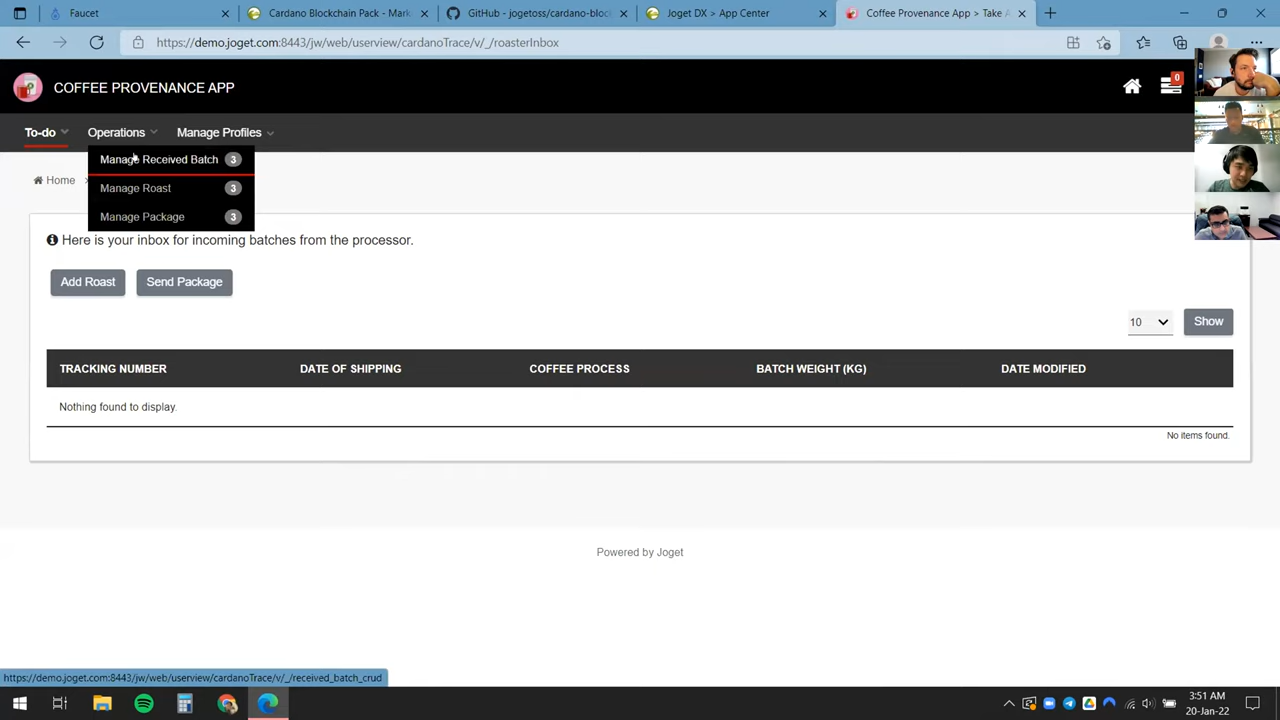 Faucet
Cardano Blockchain Pack - Mark
GitHub - jogetoss/cardano-bloc
Joget DX > App Center
Coffee Provenance App > Take A
https://demo.joget.com:8443/jw/web/userview/cardanoTrace/v/_/roasterInbox
COFFEE PROVENANCE APP
0
To-do
Operations
Manage Profiles
Manage Received Batch 3
Manage Roast 3
Manage Package 3
Home
Here is your inbox for incoming batches from the processor.
Add Roast
Send Package
10
Show
TRACKING NUMBER
DATE OF SHIPPING
COFFEE PROCESS
BATCH WEIGHT (KG)
DATE MODIFIED
Nothing found to display.
No items found.
Powered by Joget
https://demo.joget.com:8443/jw/web/userview/cardanoTrace/v/_/received_batch_crud
3:51 AM
20-Jan-22